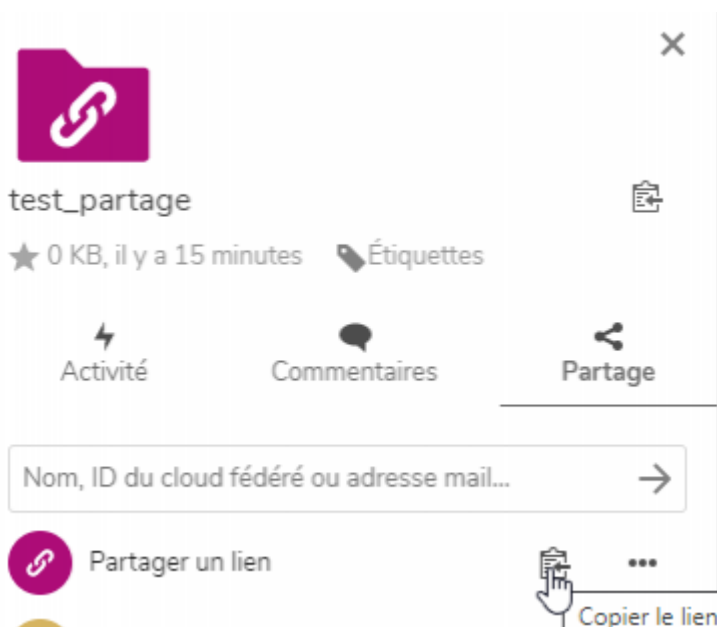 test_partage
0 KB, il y a 15 minutes Étiquettes
Activité Commentaires Partage
Nom, ID du cloud fédéré ou adresse mail...
Partager un lien
Copier le lien